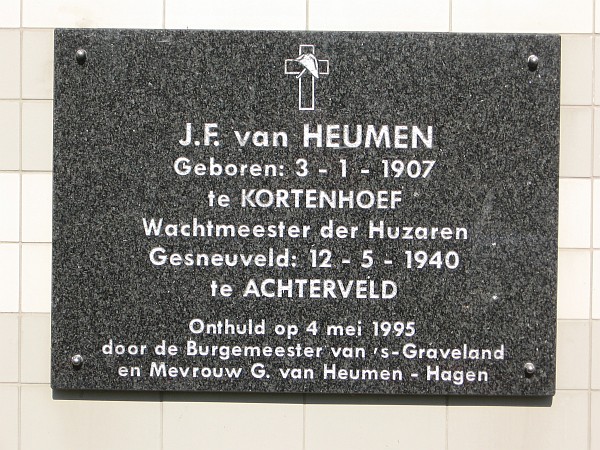 J.F. van HEUMEN
Geboren: 3 - 1 - 1907
te KORTENHOEF
Wachtmeester der Huzaren
Gesneuveld: 12 - 5 - 1940
te ACHTERVELD
Onthuld op 4 mei 1995
door de Burgemeester van 's-Graveland
en Mevrouw G. van Heumen - Hagen